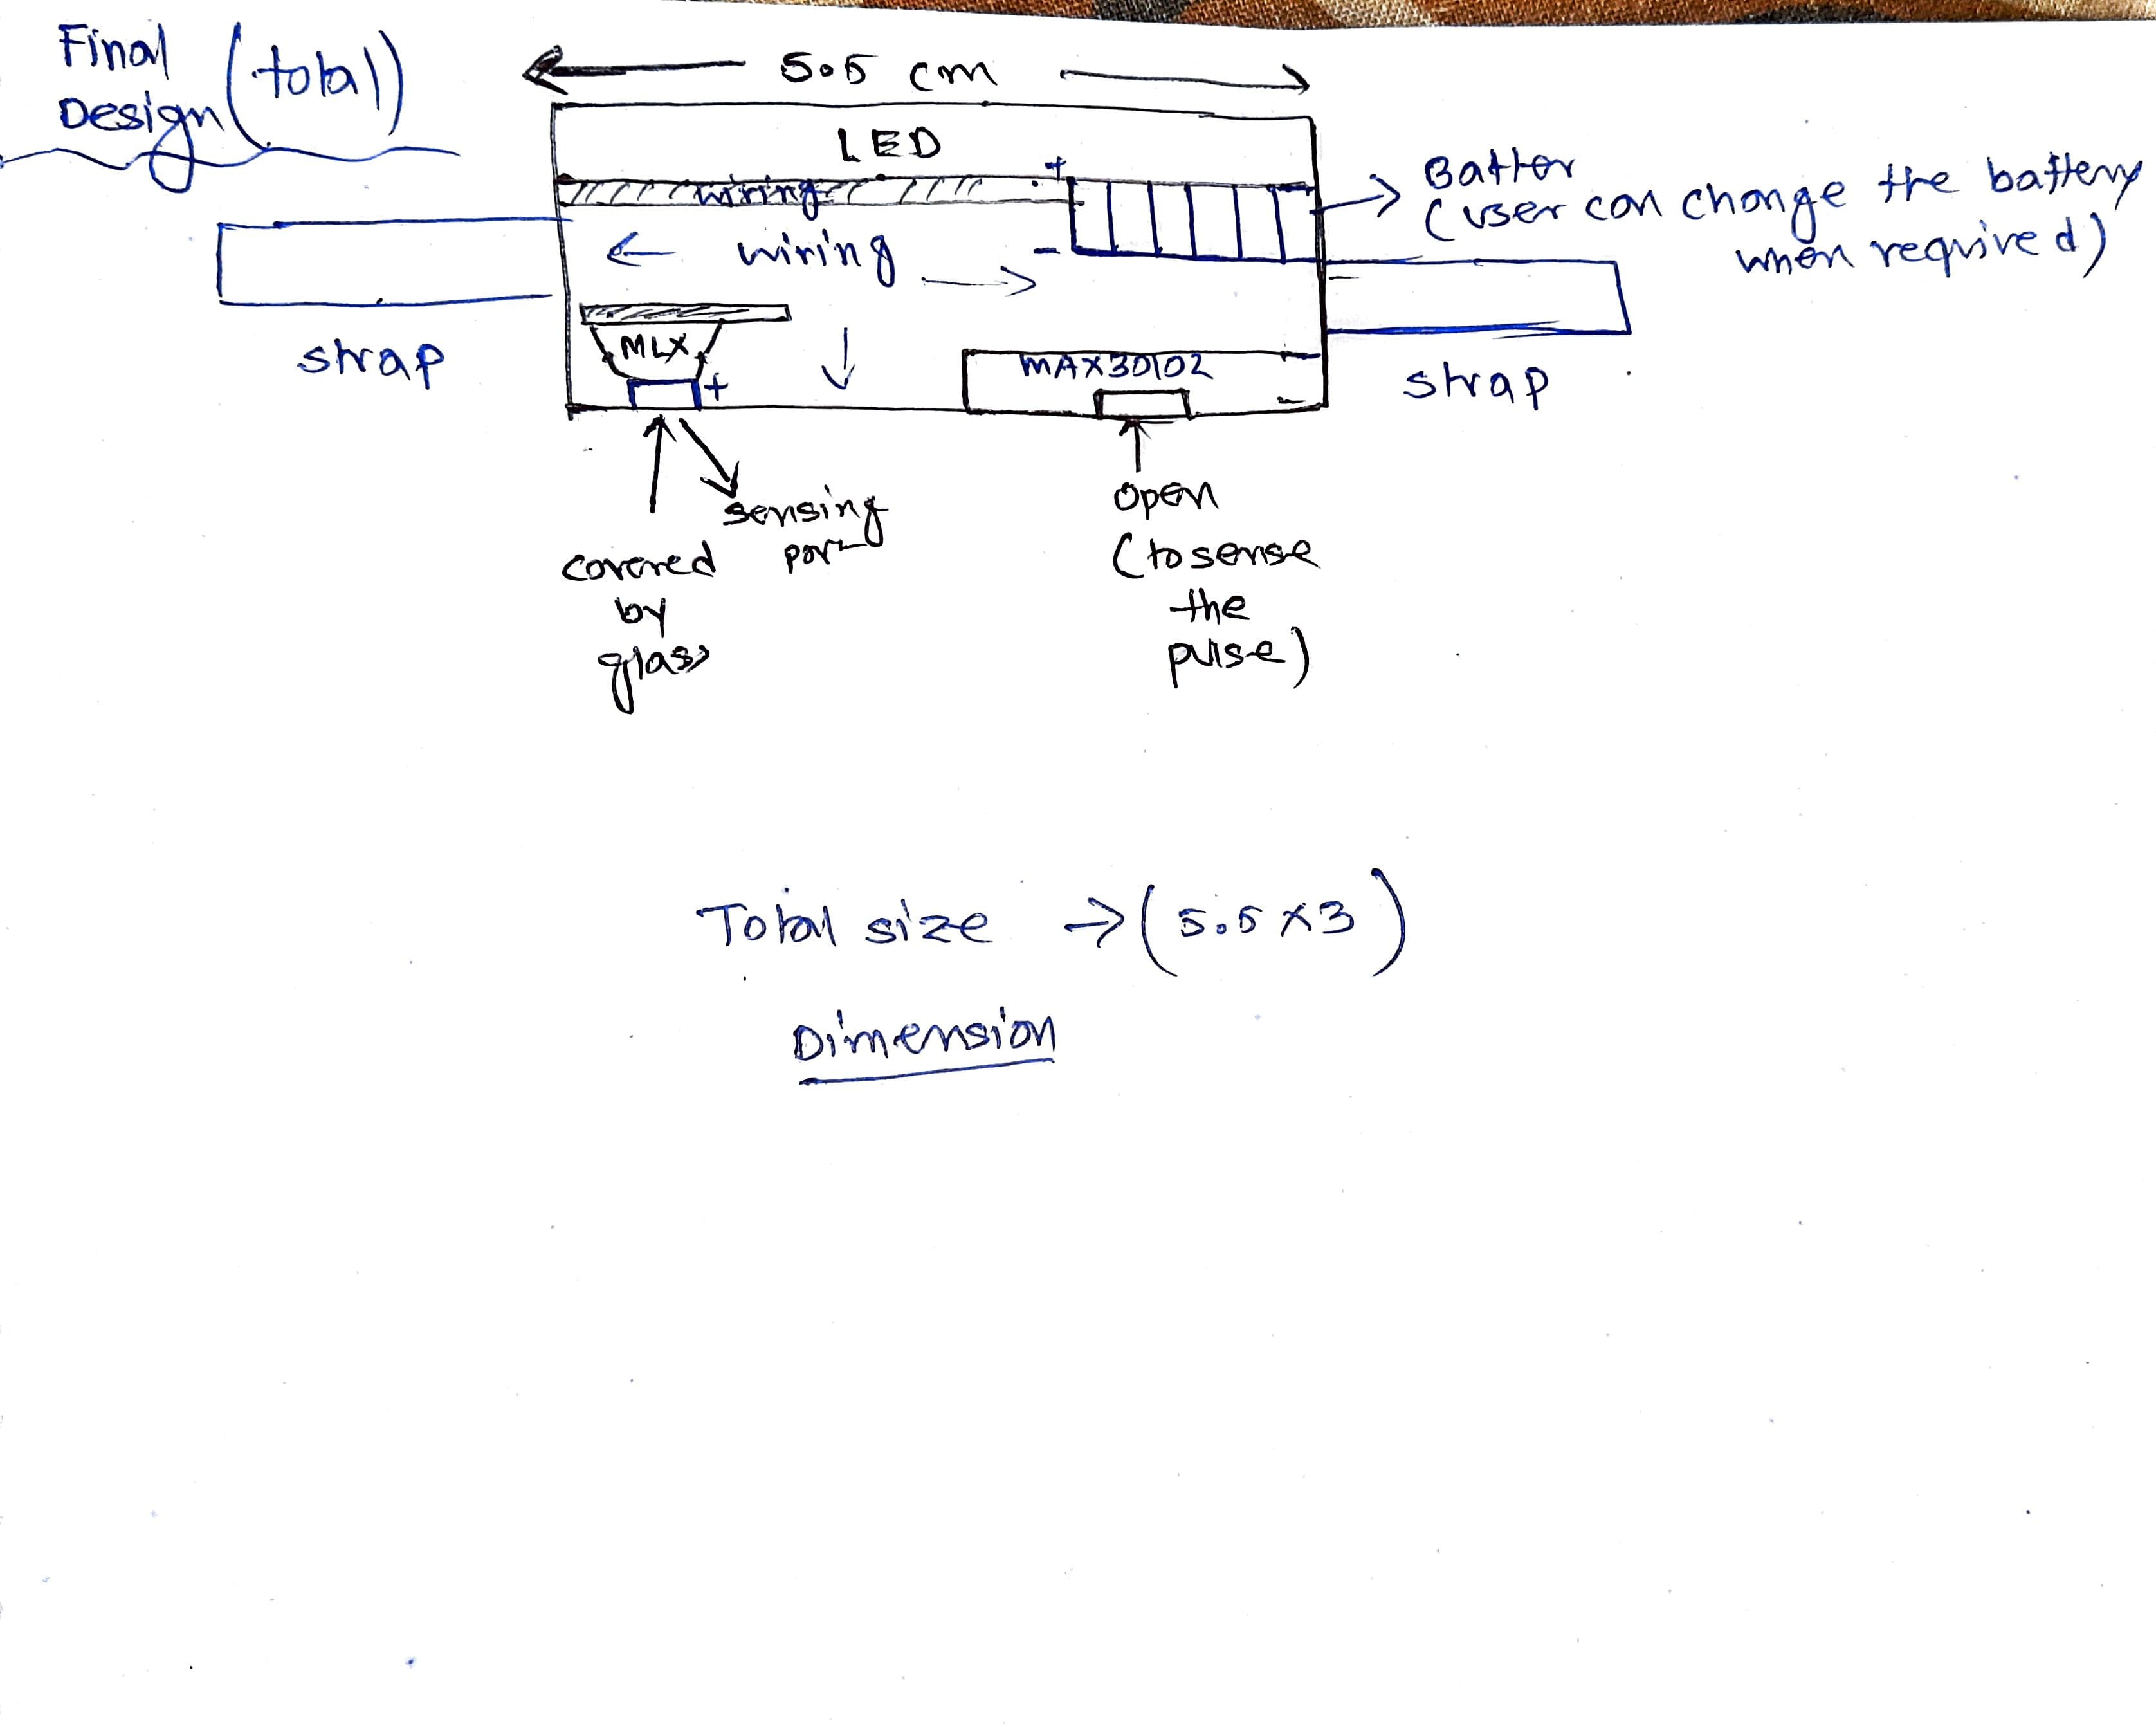 Final
Design (total)
5.5 cm
LED
+
wiring
Batter
(user can change the battery
when required)
-
← wiring →
MLX
+
MAX30102
strap
strap
sensing
covered
by
glass
open
(to sense
the
pulse)
Total size → (5.5 x 3)
Dimension